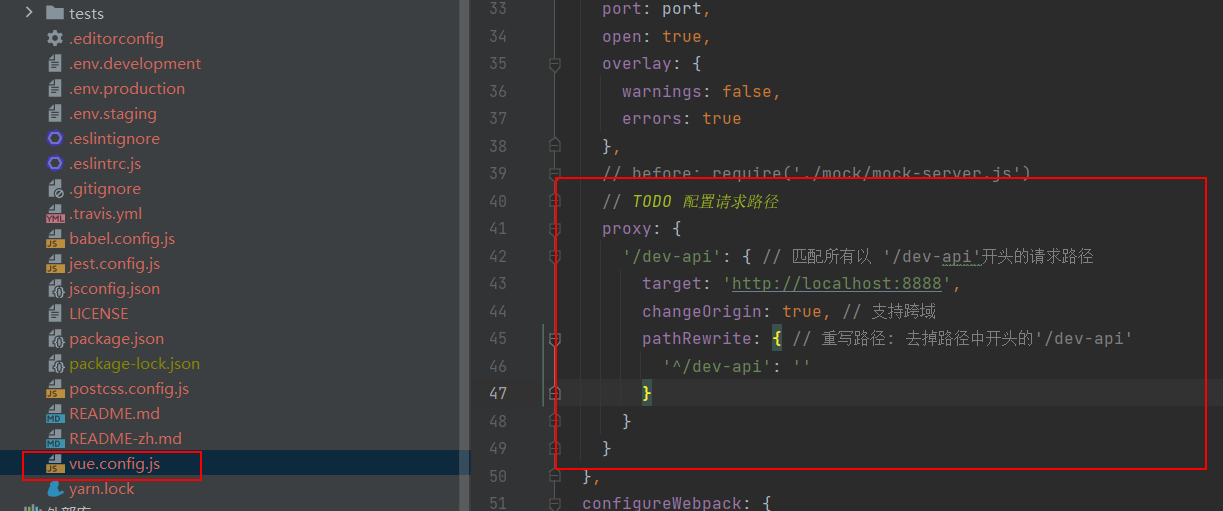 tests
.editorconfig
.env.development
.env.production
.env.staging
.eslintignore
.eslintrc.js
.gitignore
.travis.yml
babel.config.js
jest.config.js
jsconfig.json
LICENSE
package.json
package-lock.json
postcss.config.js
README.md
README-zh.md
vue.config.js
yarn.lock
外部库
33 port: port,
34 open: true,
35 overlay: {
36 warnings: false,
37 errors: true
38 },
39 // before: require('./mock/mock-server.js')
40 // TODO 配置请求路径
41 proxy: {
42 '/dev-api': { // 匹配所有以 '/dev-api'开头的请求路径
43 target: 'http://localhost:8888',
44 changeOrigin: true, // 支持跨域
45 pathRewrite: { // 重写路径: 去掉路径中开头的'/dev-api'
46 '^/dev-api': ''
47 }
48 }
49 }
50 },
51 configureWebpack: {